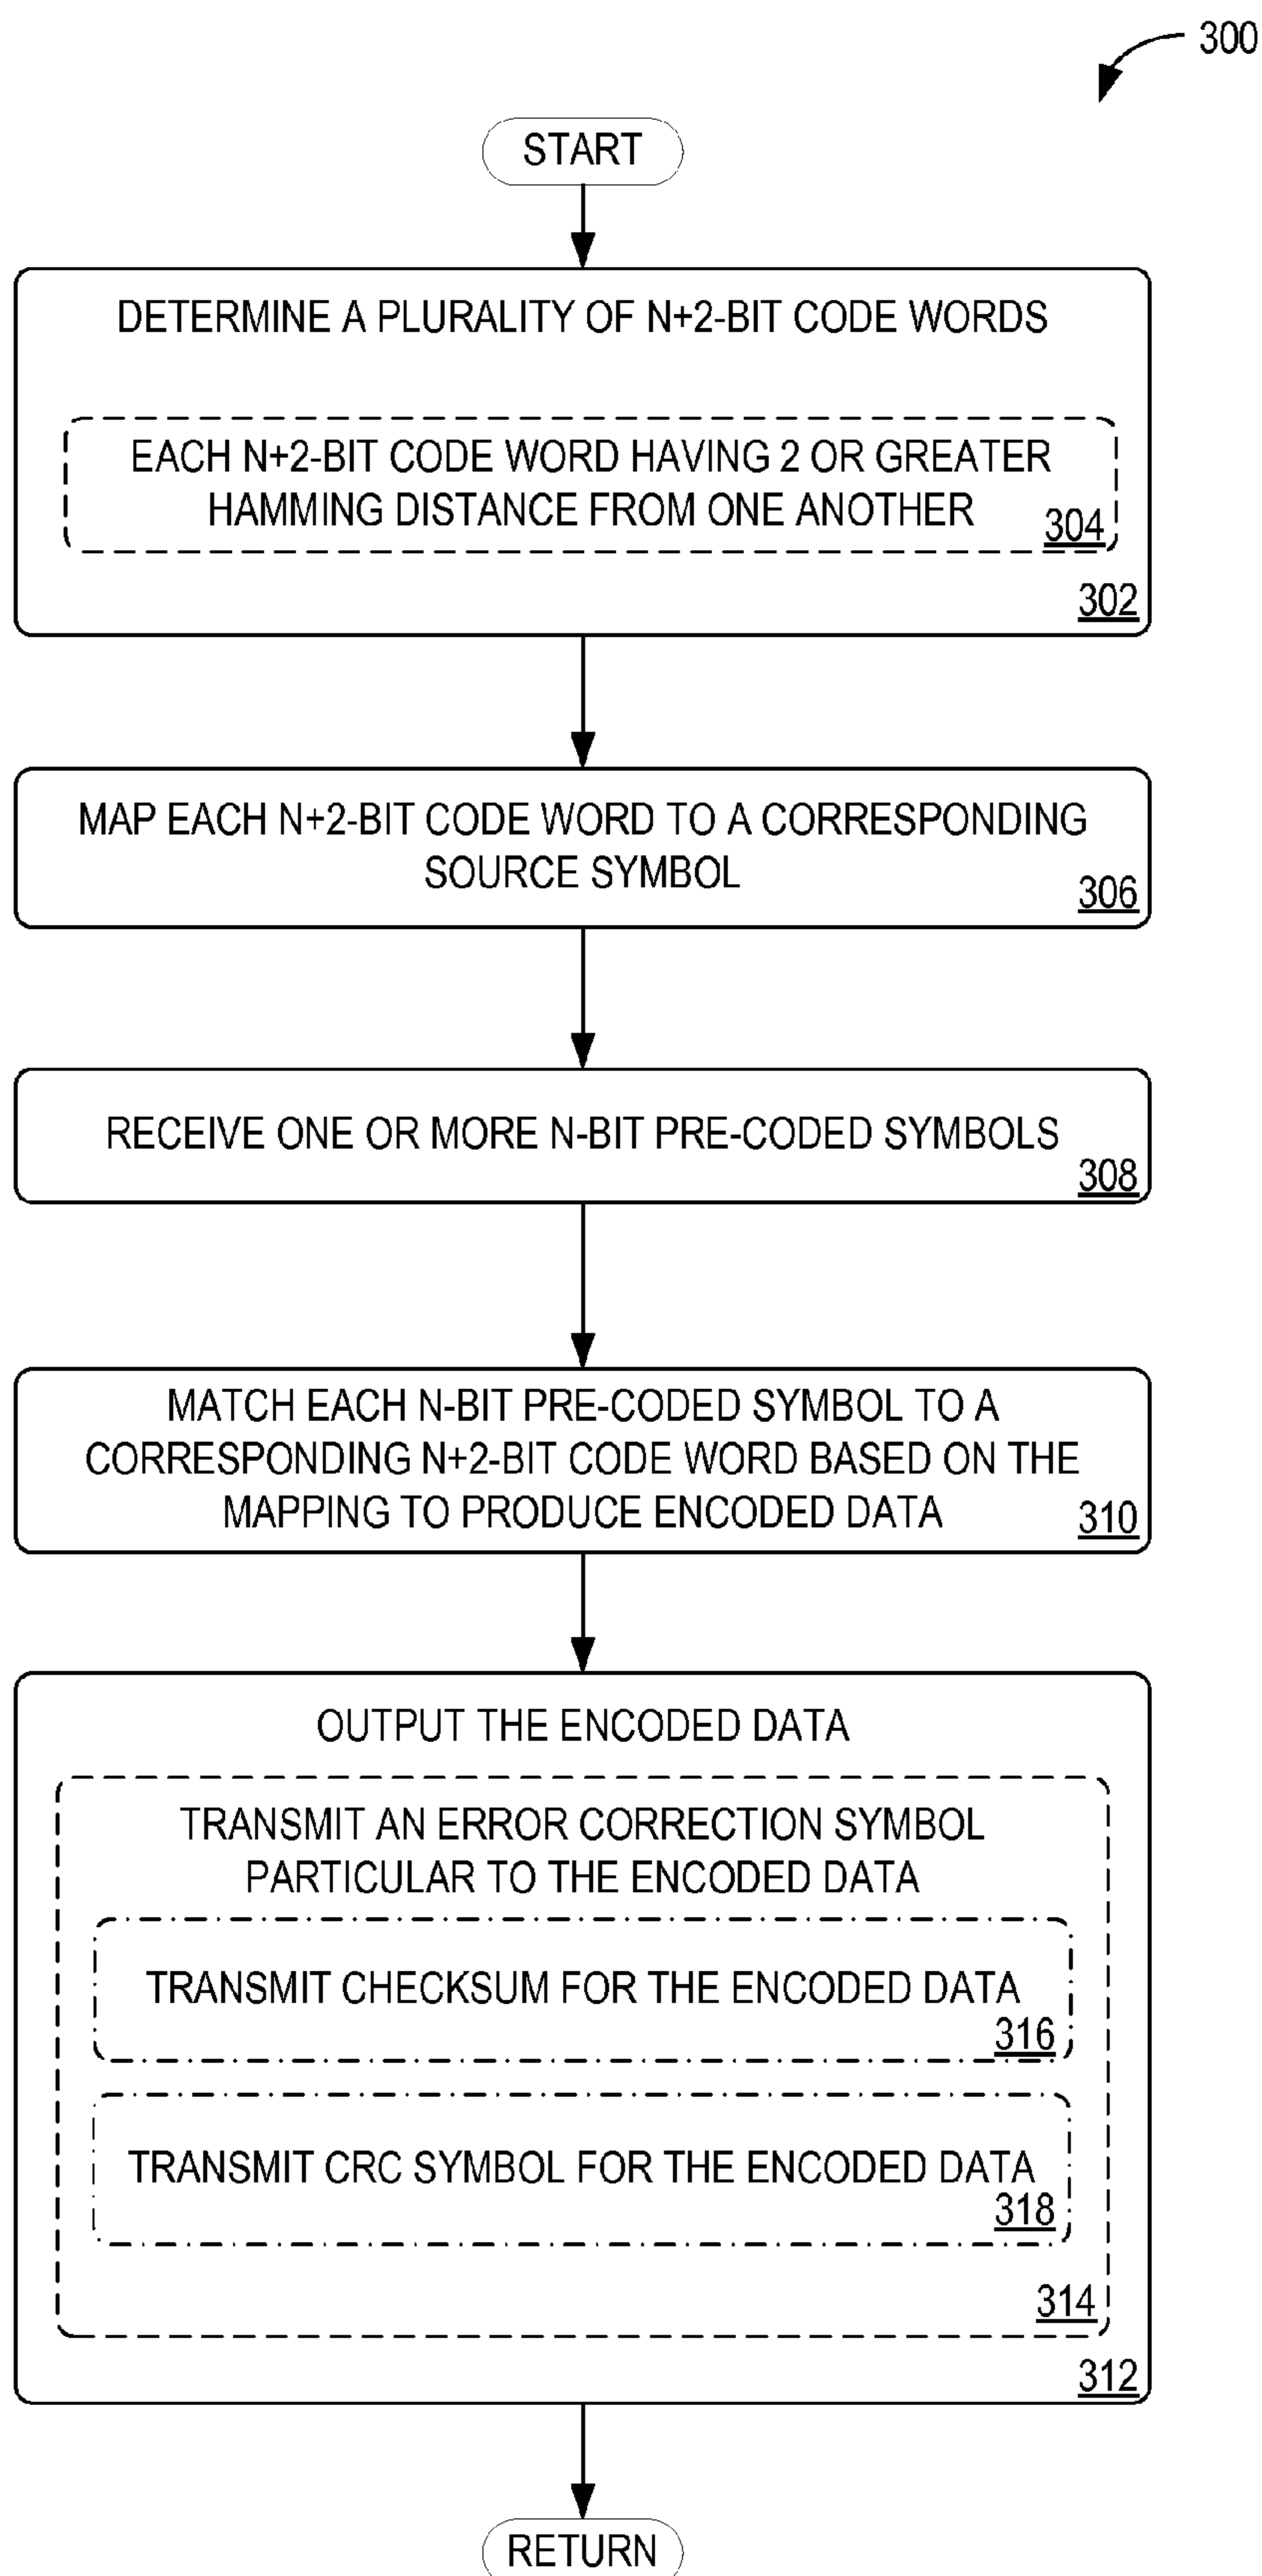 300
START
DETERMINE A PLURALITY OF N+2-BIT CODE WORDS
EACH N+2-BIT CODE WORD HAVING 2 OR GREATER
HAMMING DISTANCE FROM ONE ANOTHER
304
302
MAP EACH N+2-BIT CODE WORD TO A CORRESPONDING
SOURCE SYMBOL
306
RECEIVE ONE OR MORE N-BIT PRE-CODED SYMBOLS
308
MATCH EACH N-BIT PRE-CODED SYMBOL TO A
CORRESPONDING N+2-BIT CODE WORD BASED ON THE
MAPPING TO PRODUCE ENCODED DATA
310
OUTPUT THE ENCODED DATA
TRANSMIT AN ERROR CORRECTION SYMBOL
PARTICULAR TO THE ENCODED DATA
TRANSMIT CHECKSUM FOR THE ENCODED DATA
316
TRANSMIT CRC SYMBOL FOR THE ENCODED DATA
318
314
312
RETURN